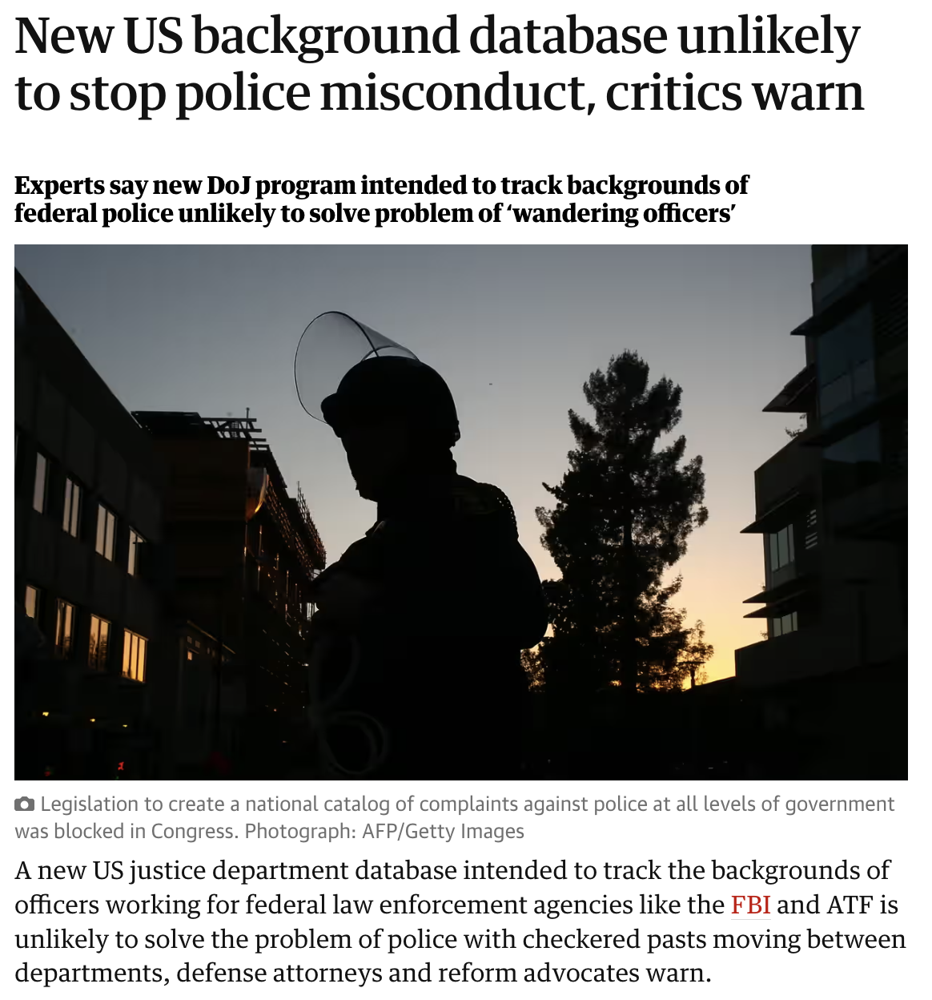 New US background database unlikely
to stop police misconduct, critics warn
Experts say new DoJ program intended to track backgrounds of
federal police unlikely to solve problem of ‘wandering officers’
Legislation to create a national catalog of complaints against police at all levels of government
was blocked in Congress. Photograph: AFP/Getty Images
A new US justice department database intended to track the backgrounds of
officers working for federal law enforcement agencies like the FBI and ATF is
unlikely to solve the problem of police with checkered pasts moving between
departments, defense attorneys and reform advocates warn.